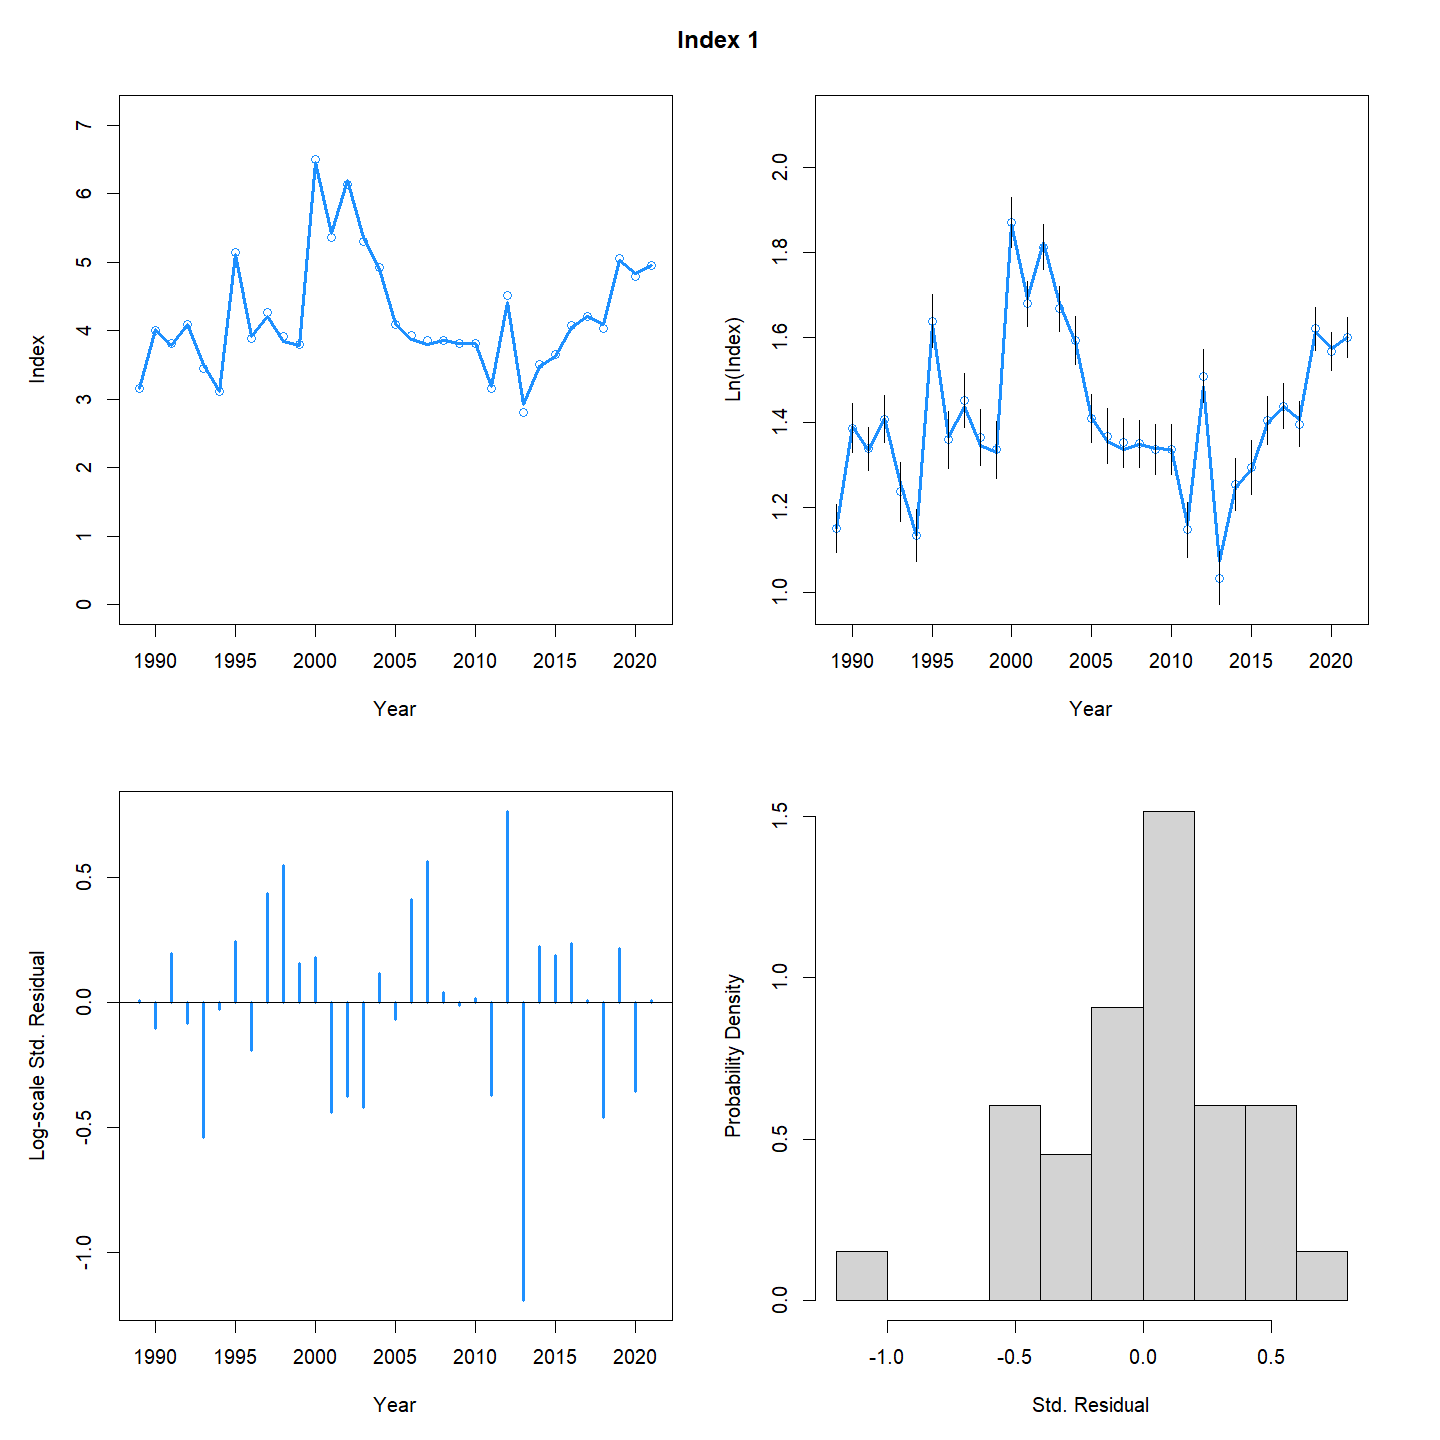 Index 1
Index
7
6
5
4
3
2
1
0
1990 1995 2000 2005 2010 2015 2020
Year
Ln(Index)
2.0
1.8
1.6
1.4
1.2
1.0
1990 1995 2000 2005 2010 2015 2020
Year
Log-scale Std. Residual
0.5
0.0
-0.5
-1.0
1990 1995 2000 2005 2010 2015 2020
Year
Probability Density
1.5
1.0
0.5
0.0
-1.0 -0.5 0.0 0.5
Std. Residual